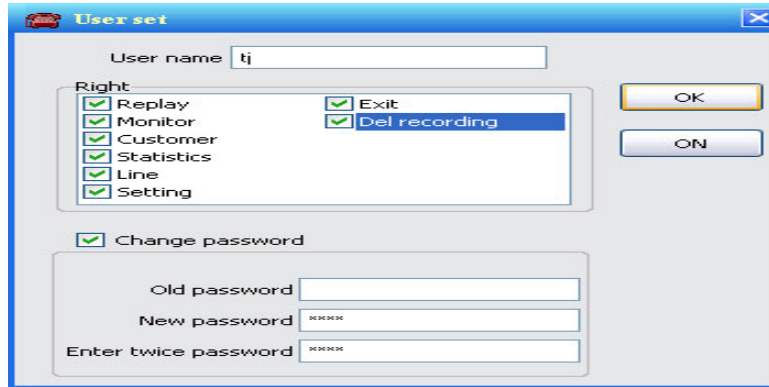 User set
User name tj
Right
Replay Exit
Monitor Del recording
Customer
Statistics
Line
Setting
OK
ON
Change password
Old password
New password ****
Enter twice password ****